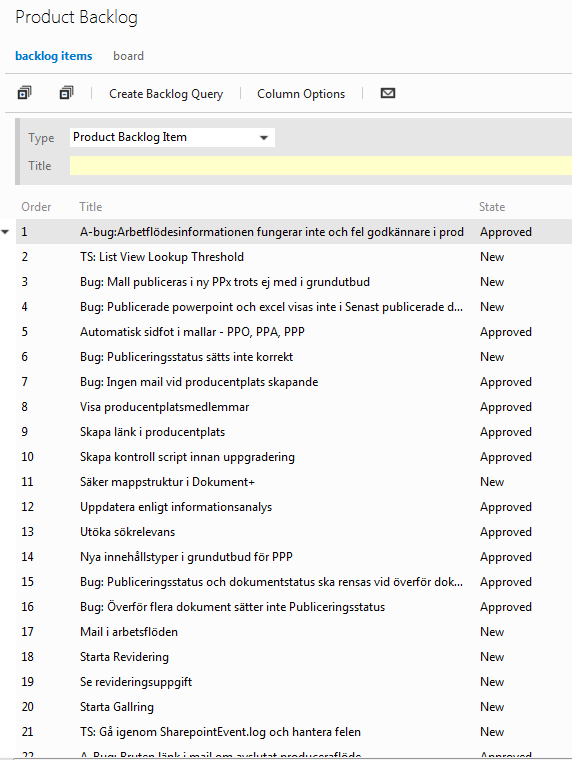 Product Backlog
backlog items board
Create Backlog Query Column Options
Type Product Backlog Item
Title
Order Title State
1 A-bug:Arbetflödesinformationen fungerar inte och fel godkännare i prod Approved
2 TS: List View Lookup Threshold New
3 Bug: Mall publiceras i ny PPx trots ej med i grundutbud New
4 Bug: Publicerade powerpoint och excel visas inte i Senast publicerade d... New
5 Automatisk sidfot i mallar - PPO, PPA, PPP Approved
6 Bug: Publiceringsstatus sätts inte korrekt New
7 Bug: Ingen mail vid producentplats skapande Approved
8 Visa producentplatsmedlemmar Approved
9 Skapa länk i producentplats Approved
10 Skapa kontroll script innan uppgradering Approved
11 Säker mappstruktur i Dokument+ New
12 Uppdatera enligt informationsanalys Approved
13 Utöka sökrelevans Approved
14 Nya innehållstyper i grundutbud för PPP Approved
15 Bug: Publiceringsstatus och dokumentstatus ska rensas vid överför dok... Approved
16 Bug: Överför flera dokument sätter inte Publiceringsstatus Approved
17 Mail i arbetsflöden New
18 Starta Revidering New
19 Se revideringsuppgift New
20 Starta Gallring New
21 TS: Gå igenom SharepointEvent.log och hantera felen New
22 A-Bug: Bruten länk i mail om avslutat produceraflöde Approved